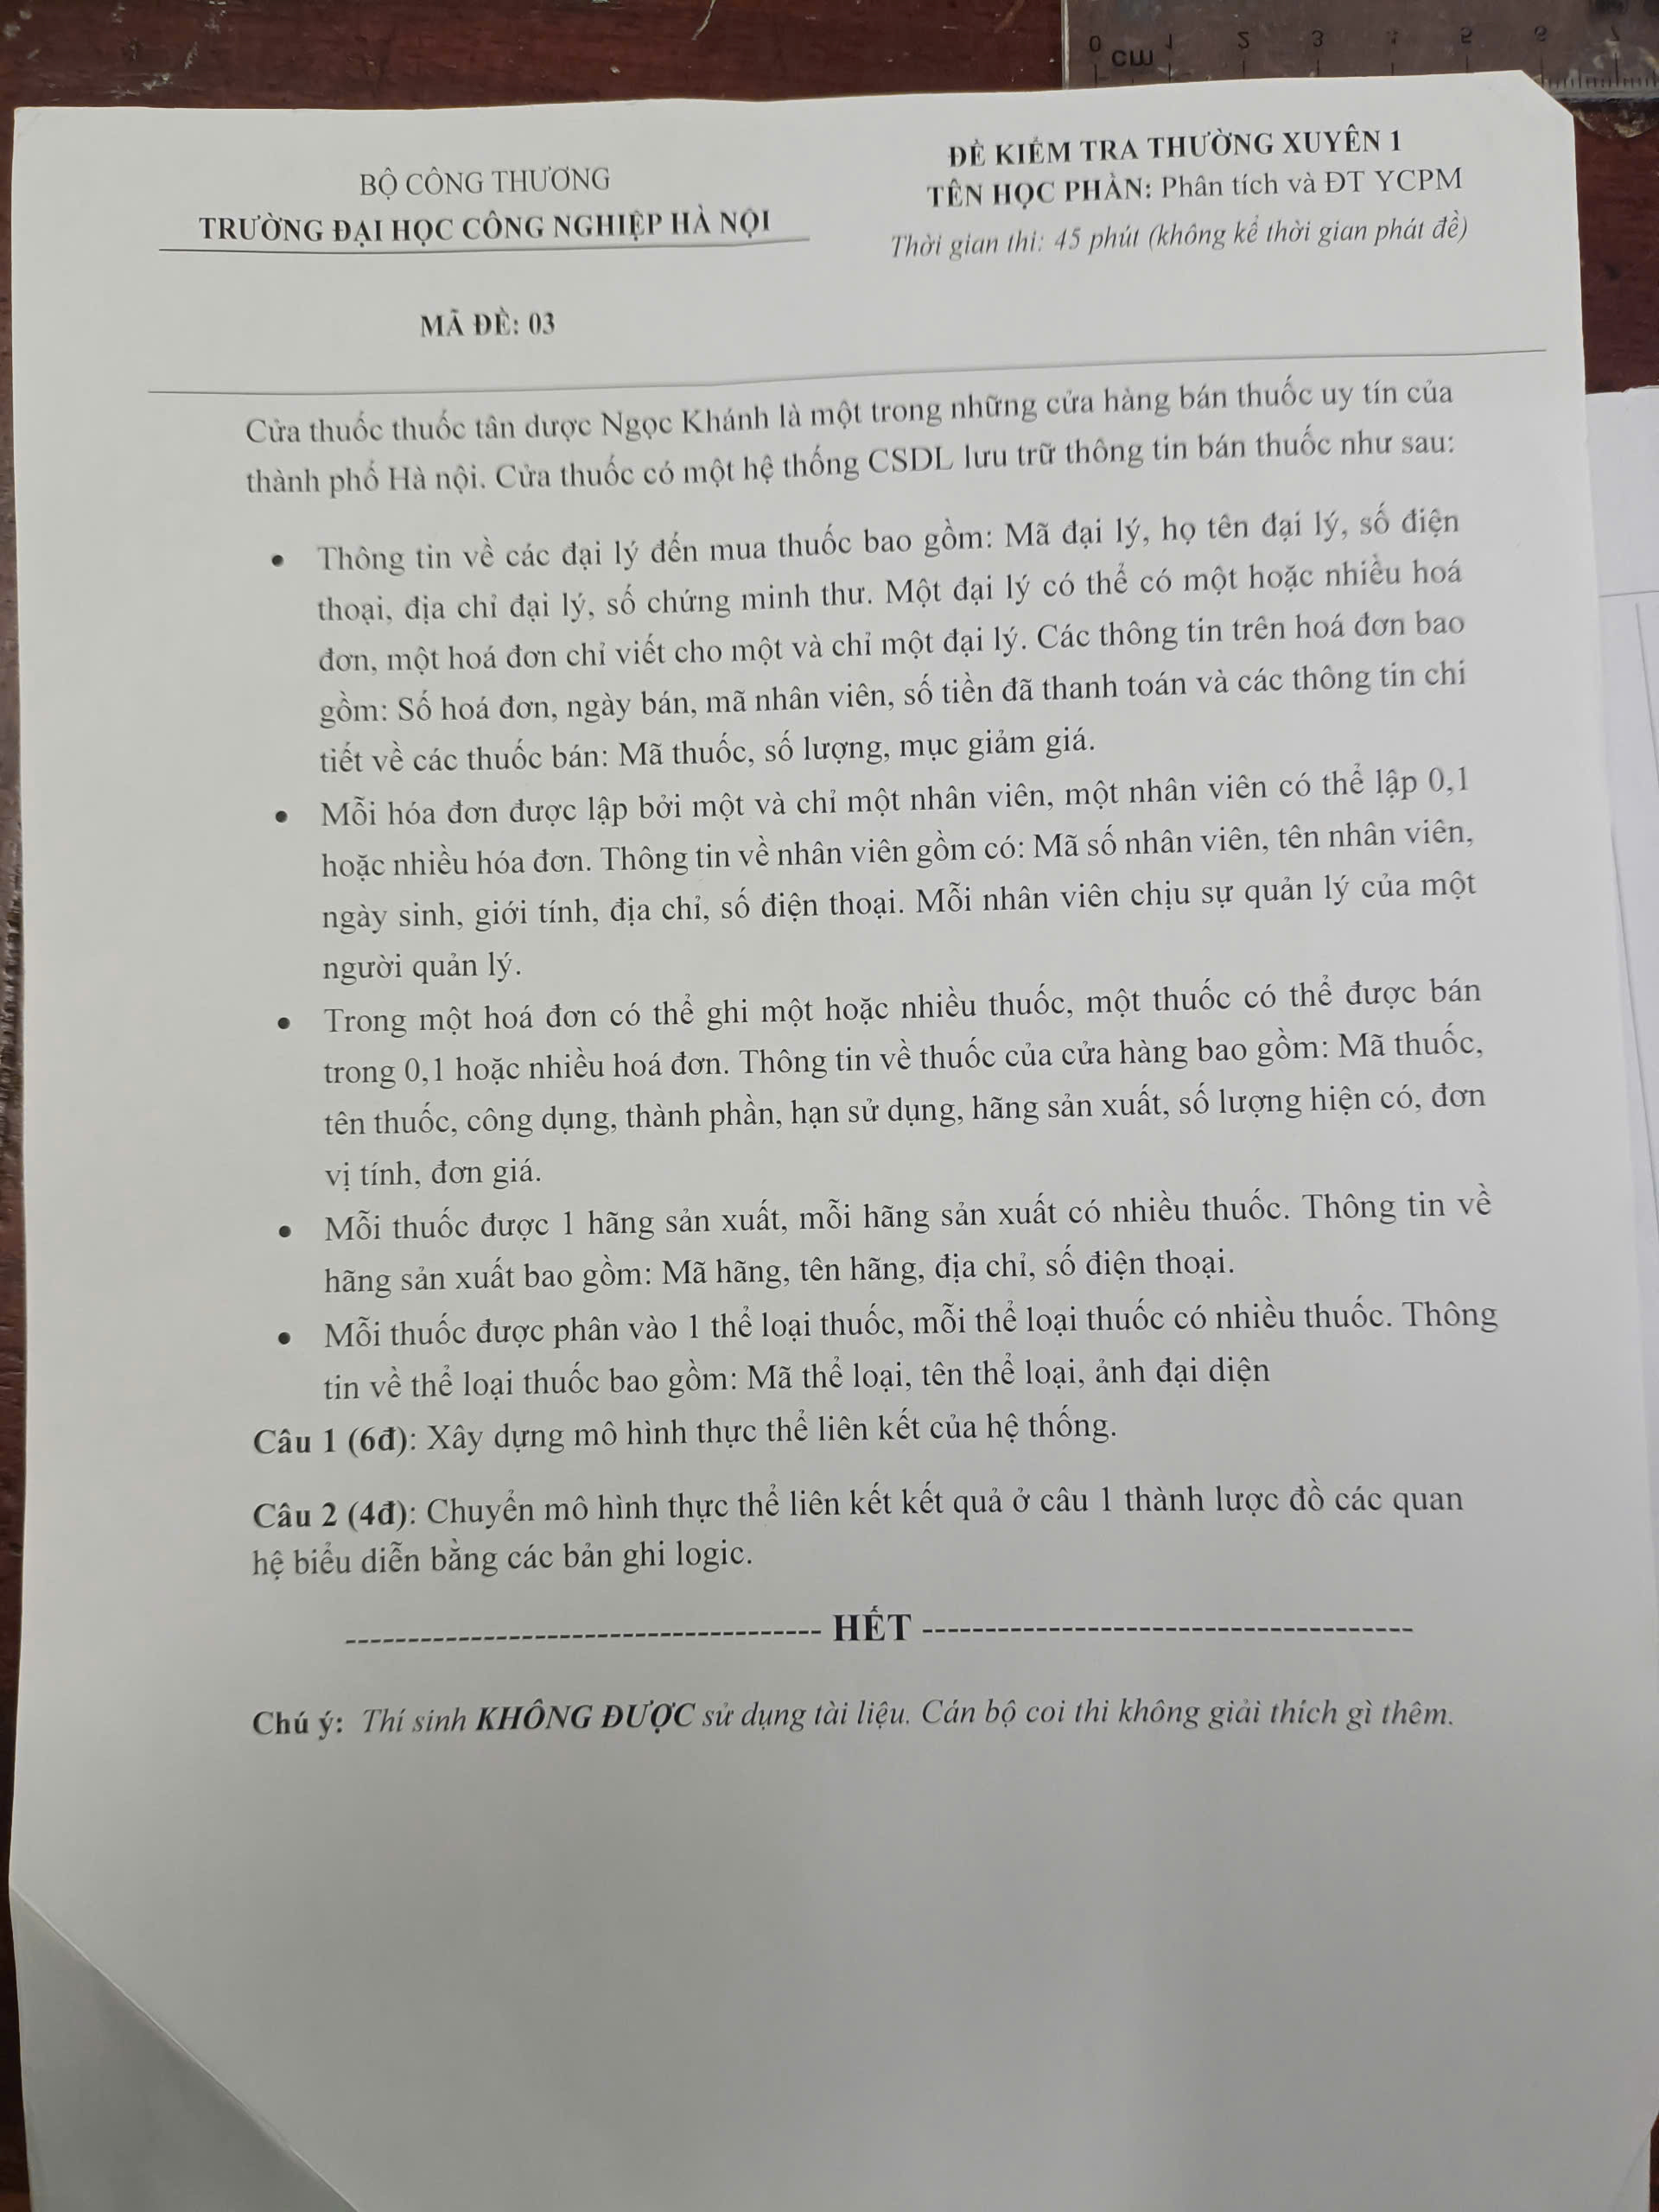 BỘ CÔNG THƯƠNG
TRƯỜNG ĐẠI HỌC CÔNG NGHIỆP HÀ NỘI
ĐỀ KIỂM TRA THƯỜNG XUYÊN 1
TÊN HỌC PHẦN: Phân tích và ĐT YCPM
Thời gian thi: 45 phút (không kể thời gian phát đề)
MÃ ĐỀ: 03
Cửa thuốc thuốc tân dược Ngọc Khánh là một trong những cửa hàng bán thuốc uy tín của
thành phố Hà nội. Cửa thuốc có một hệ thống CSDL lưu trữ thông tin bán thuốc như sau:
• Thông tin về các đại lý đến mua thuốc bao gồm: Mã đại lý, họ tên đại lý, số điện
thoại, địa chỉ đại lý, số chứng minh thư. Một đại lý có thể có một hoặc nhiều hoá
đơn, một hoá đơn chỉ viết cho một và chỉ một đại lý. Các thông tin trên hoá đơn bao
gồm: Số hoá đơn, ngày bán, mã nhân viên, số tiền đã thanh toán và các thông tin chi
tiết về các thuốc bán: Mã thuốc, số lượng, mục giảm giá.
• Mỗi hóa đơn được lập bởi một và chỉ một nhân viên, một nhân viên có thể lập 0,1
hoặc nhiều hóa đơn. Thông tin về nhân viên gồm có: Mã số nhân viên, tên nhân viên,
ngày sinh, giới tính, địa chỉ, số điện thoại. Mỗi nhân viên chịu sự quản lý của một
người quản lý.
• Trong một hoá đơn có thể ghi một hoặc nhiều thuốc, một thuốc có thể được bán
trong 0,1 hoặc nhiều hoá đơn. Thông tin về thuốc của cửa hàng bao gồm: Mã thuốc,
tên thuốc, công dụng, thành phần, hạn sử dụng, hãng sản xuất, số lượng hiện có, đơn
vị tính, đơn giá.
• Mỗi thuốc được 1 hãng sản xuất, mỗi hãng sản xuất có nhiều thuốc. Thông tin về
hãng sản xuất bao gồm: Mã hãng, tên hãng, địa chỉ, số điện thoại.
• Mỗi thuốc được phân vào 1 thể loại thuốc, mỗi thể loại thuốc có nhiều thuốc. Thông
tin về thể loại thuốc bao gồm: Mã thể loại, tên thể loại, ảnh đại diện
Câu 1 (6đ): Xây dựng mô hình thực thể liên kết của hệ thống.
Câu 2 (4đ): Chuyển mô hình thực thể liên kết kết quả ở câu 1 thành lược đồ các quan
hệ biểu diễn bằng các bản ghi logic.
-------------------------------------- HẾT ---------------------------------------
Chú ý: Thí sinh KHÔNG ĐƯỢC sử dụng tài liệu. Cán bộ coi thi không giải thích gì thêm.